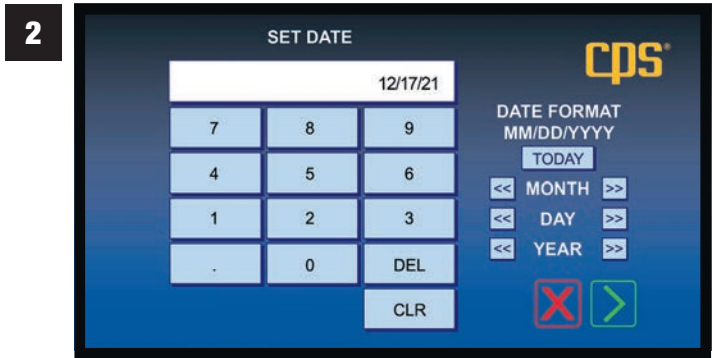 2
SET DATE
cps®
12/17/21
7 8 9
4 5 6
1 2 3
. 0 DEL
CLR
DATE FORMAT
MM/DD/YYYY
TODAY
<< MONTH >>
<< DAY >>
<< YEAR >>
X >